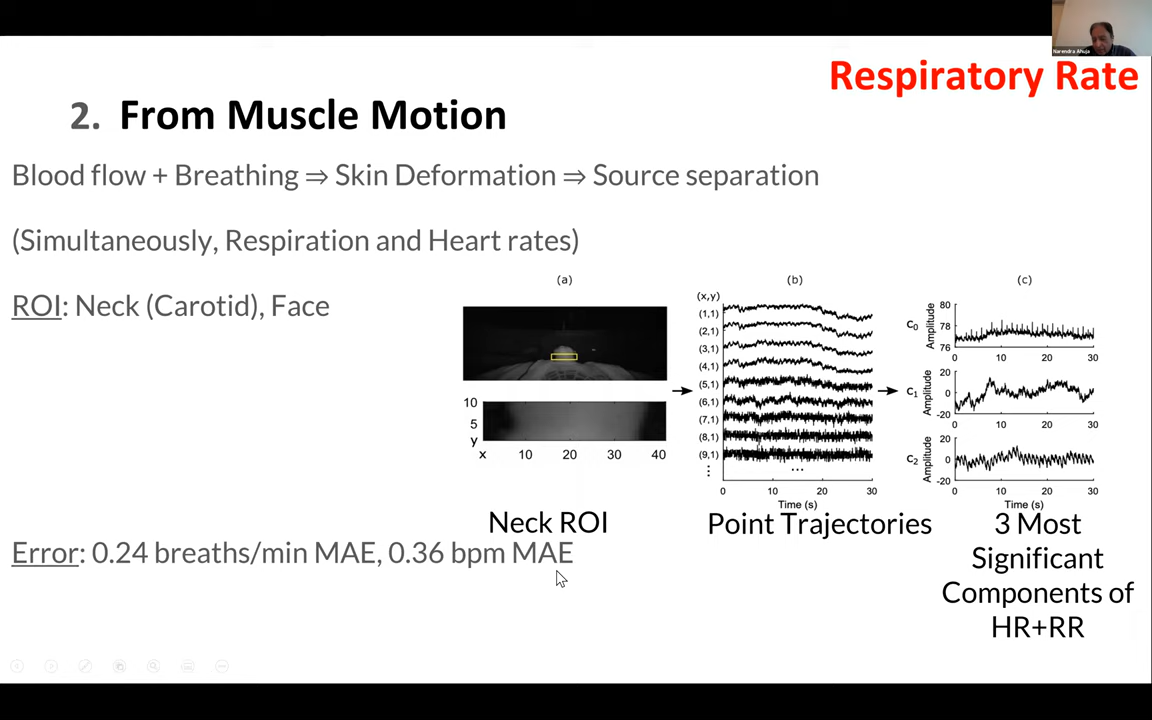 Narendra Ahuja
Respiratory Rate
2. From Muscle Motion
Blood flow + Breathing ⇒ Skin Deformation ⇒ Source separation
(Simultaneously, Respiration and Heart rates)
ROI: Neck (Carotid), Face
(a)
10
5
y
x
10 20 30 40
Neck ROI
(b)
(x,y)
(1,1)
(2,1)
(3,1)
(4,1)
(5,1)
(6,1)
(7,1)
(8,1)
(9,1)
⋮
...
0 10 20 30
Time (s)
Point Trajectories
(c)
C0
Amplitude
80
78
76
0 10 20 30
C1
Amplitude
20
0
-20
0 10 20 30
C2
Amplitude
20
0
-20
0 10 20 30
Time (s)
3 Most
Significant
Components of
HR+RR
Error: 0.24 breaths/min MAE, 0.36 bpm MAE